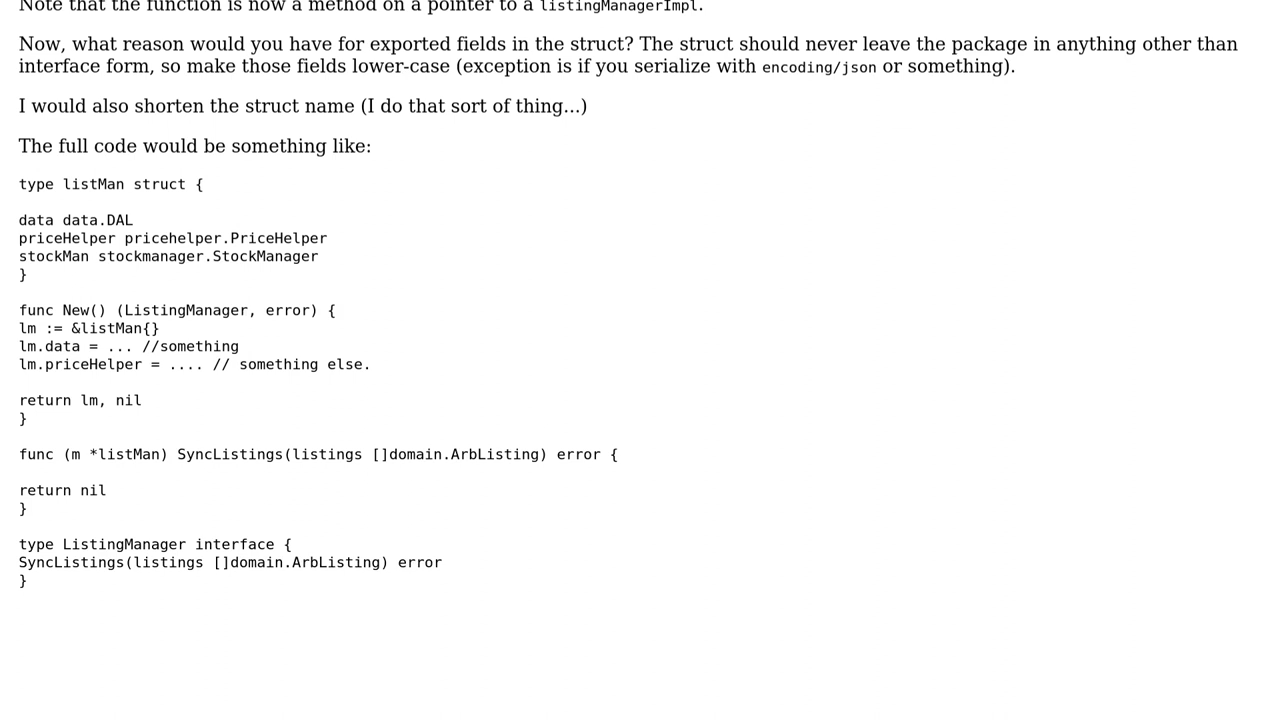 Note that the function is now a method on a pointer to a listingManagerImpl.
Now, what reason would you have for exported fields in the struct? The struct should never leave the package in anything other than
interface form, so make those fields lower-case (exception is if you serialize with encoding/json or something).
I would also shorten the struct name (I do that sort of thing...)
The full code would be something like:
type listMan struct {
data data.DAL
priceHelper pricehelper.PriceHelper
stockMan stockmanager.StockManager
}
func New() (ListingManager, error) {
lm := &listMan{}
lm.data = ... //something
lm.priceHelper = .... // something else.
return lm, nil
}
func (m *listMan) SyncListings(listings []domain.ArbListing) error {
return nil
}
type ListingManager interface {
SyncListings(listings []domain.ArbListing) error
}